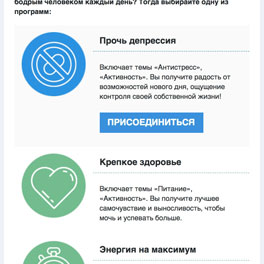 бодрым человеком каждый день? Тогда выбирайте одну из
программ:
Прочь депрессия
Включает темы «Антистресс»,
«Активность». Вы получите радость от
возможностей нового дня, ощущение
контроля своей собственной жизни!
ПРИСОЕДИНИТЬСЯ
Крепкое здоровье
Включает темы «Питание»,
«Активность». Вы получите лучшее
самочувствие и выносливость, чтобы
мочь и успевать больше.
Энергия на максимум